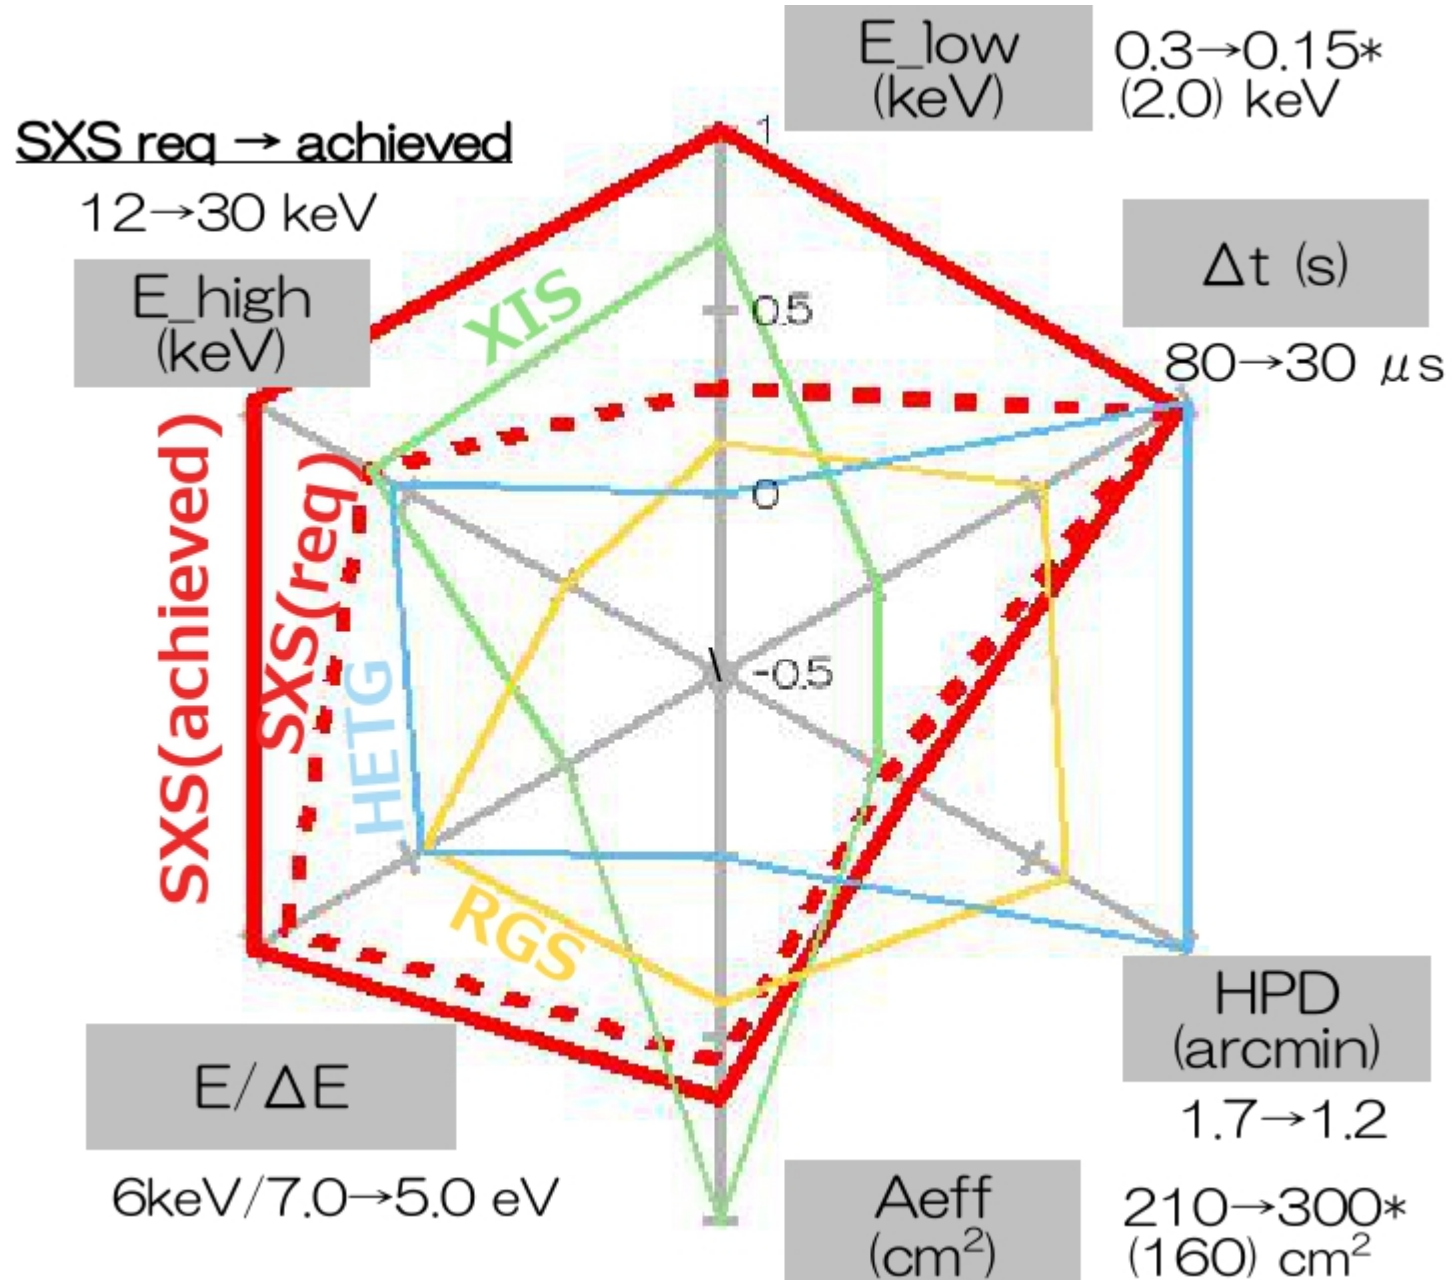 E_low
(keV)
0.3→0.15*
(2.0) keV
SXS req → achieved
12→30 keV
E_high
(keV)
1
0.5
0
-0.5
Δt (s)
80→30 μs
XIS
SXS(achieved)
SXS(req)
HETG
RGS
HPD
(arcmin)
1.7→1.2
E/ΔE
6keV/7.0→5.0 eV
Aeff
(cm²)
210→300*
(160) cm²